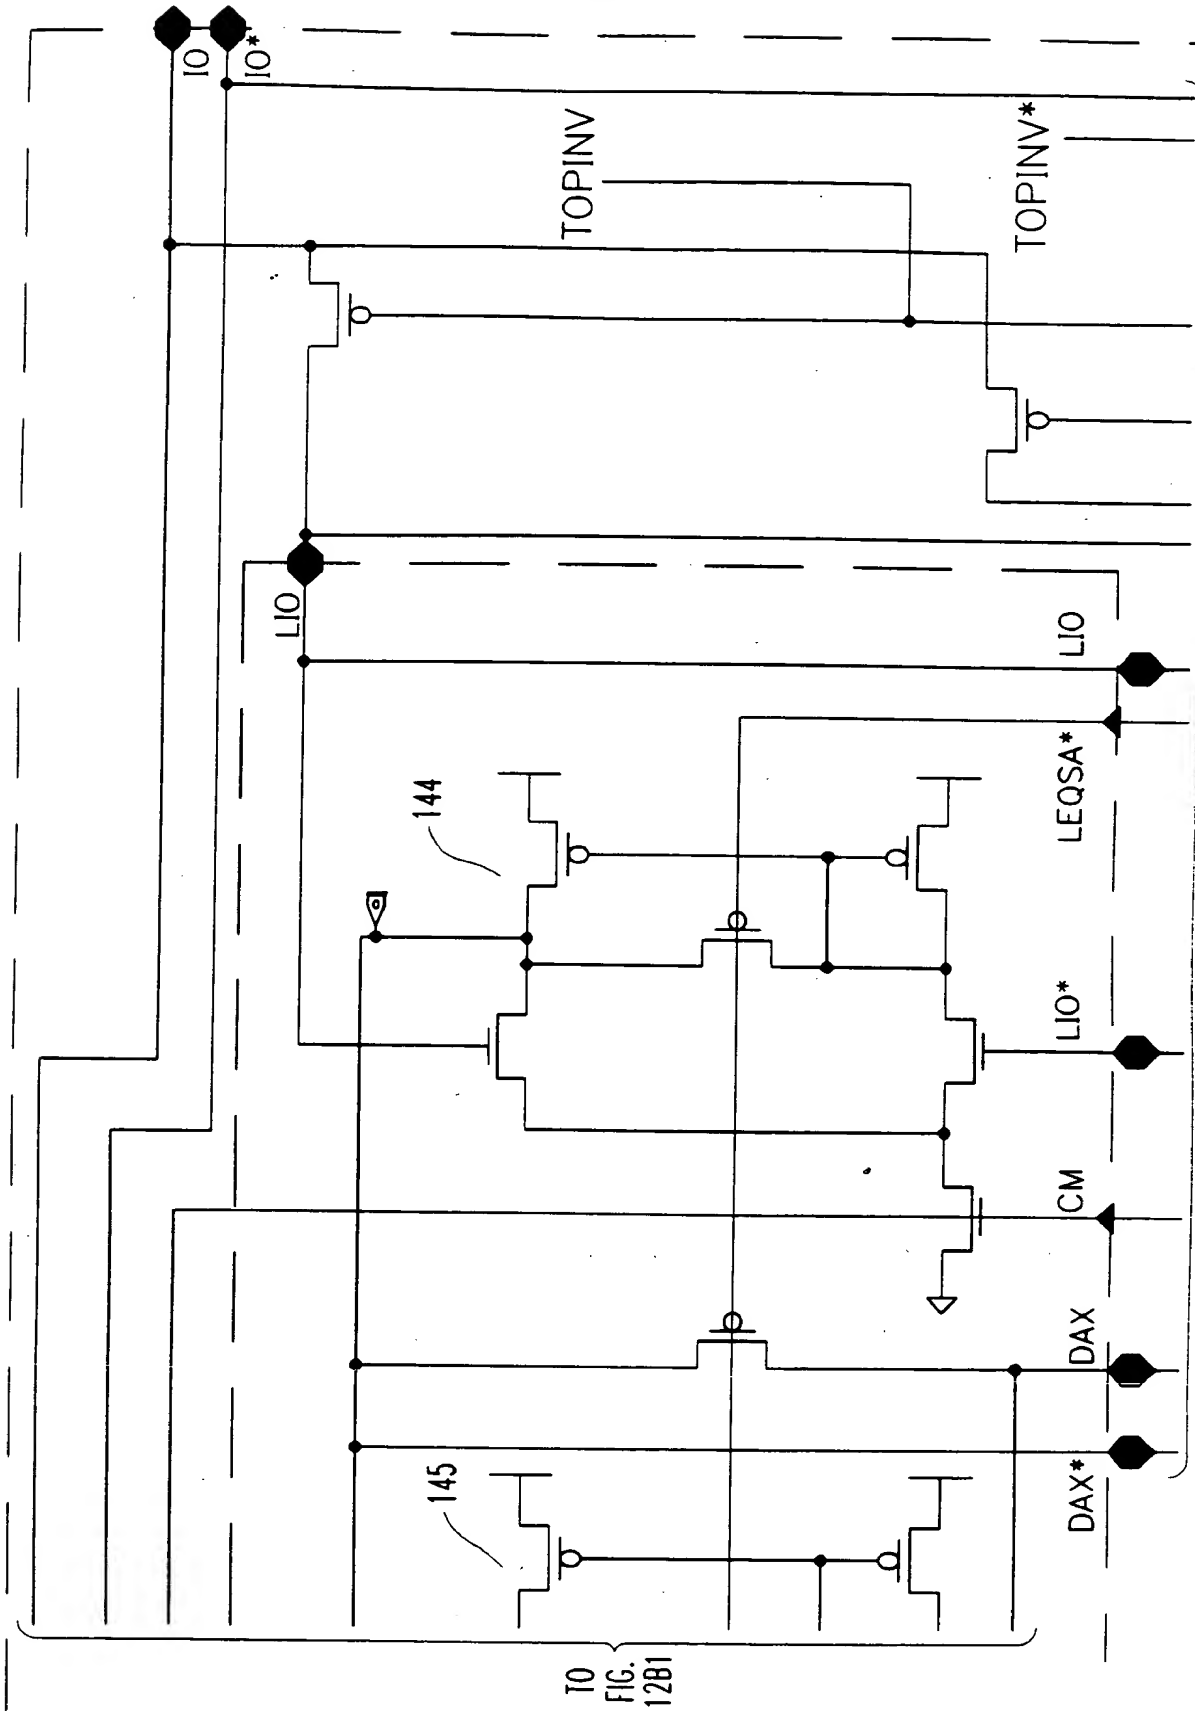 IO
IO*
TOPINV
TOPINV*
LIO
LIO
144
LEQSA*
LIO*
CM
DAX
DAX*
145
TO
FIG.
12B1